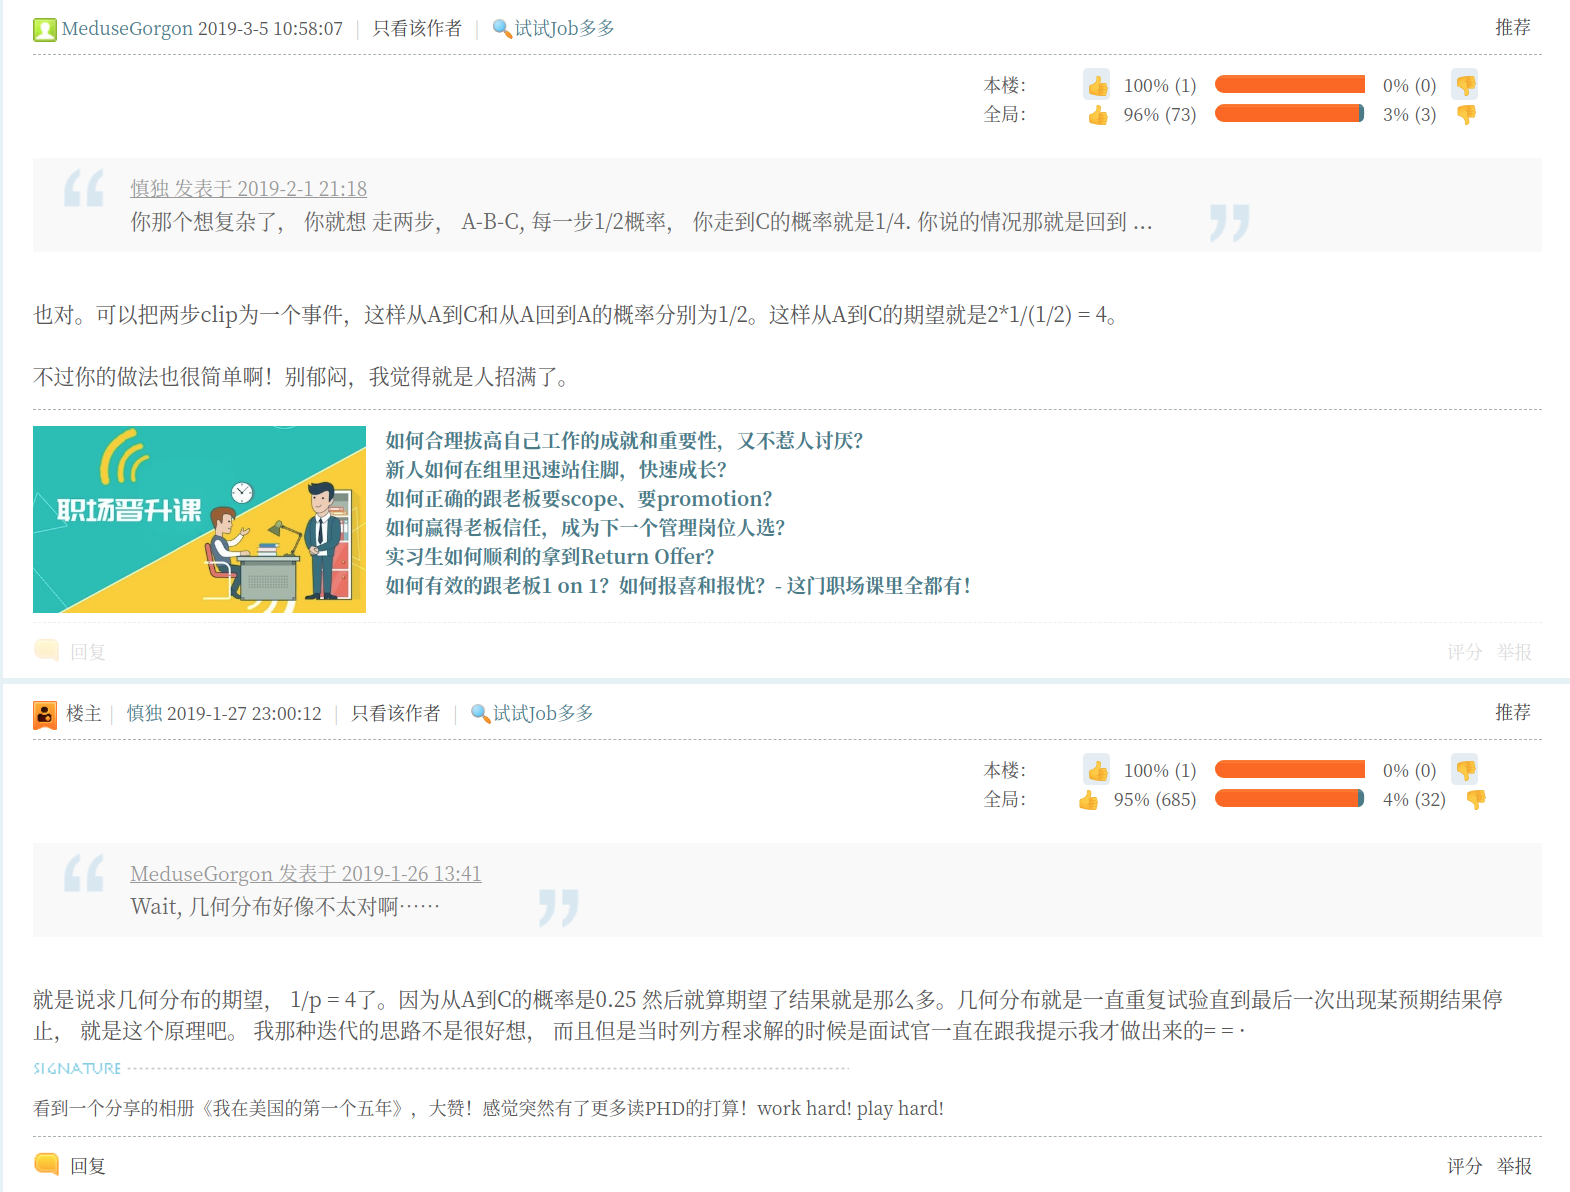 MeduseGorgon 2019-3-5 10:58:07 | 只看该作者 | 试试Job多多 推荐
本楼： 100% (1) 0% (0)
全局： 96% (73) 3% (3)
慎独 发表于 2019-2-1 21:18
你那个想复杂了， 你就想 走两步， A-B-C, 每一步1/2概率， 你走到C的概率就是1/4. 你说的情况那就是回到 ...
也对。可以把两步clip为一个事件，这样从A到C和从A回到A的概率分别为1/2。这样从A到C的期望就是2*1/(1/2) = 4。
不过你的做法也很简单啊！别郁闷，我觉得就是人招满了。
职场晋升课
如何合理拔高自己工作的成就和重要性，又不惹人讨厌？
新人如何在组里迅速站住脚，快速成长？
如何正确的跟老板要scope、要promotion？
如何赢得老板信任，成为下一个管理岗位人选？
实习生如何顺利的拿到Return Offer？
如何有效的跟老板1 on 1？如何报喜和报忧？- 这门职场课里全都有！
回复 评分 举报
楼主 | 慎独 2019-1-27 23:00:12 | 只看该作者 | 试试Job多多 推荐
本楼： 100% (1) 0% (0)
全局： 95% (685) 4% (32)
MeduseGorgon 发表于 2019-1-26 13:41
Wait, 几何分布好像不太对啊······
就是说求几何分布的期望， 1/p = 4了。因为从A到C的概率是0.25 然后就算期望了结果就是那么多。几何分布就是一直重复试验直到最后一次出现某预期结果停
止， 就是这个原理吧。 我那种迭代的思路不是很好想， 而且但是当时列方程求解的时候是面试官一直在跟我提示我才做出来的= = ·
SIGNATURE
看到一个分享的相册《我在美国的第一个五年》，大赞！感觉突然有了更多读PHD的打算！work hard! play hard!
回复 评分 举报